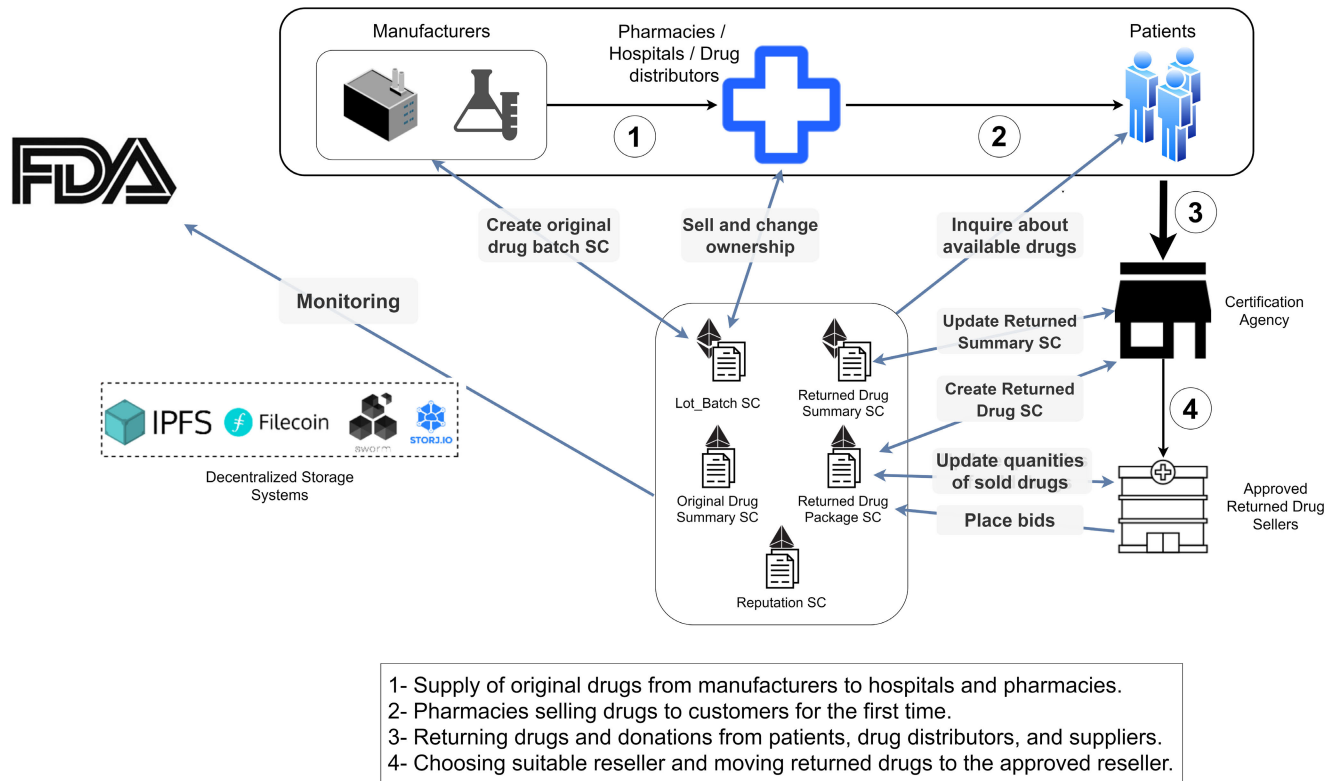 Manufacturers
Pharmacies /
Hospitals / Drug
distributors
Patients
1
2
FDA
3
Create original
drug batch SC
Sell and change
ownership
Inquire about
available drugs
Monitoring
Certification
Agency
Update Returned
Summary SC
Lot_Batch SC
Returned Drug
Summary SC
Create Returned
Drug SC
4
IPFS
Filecoin
swarm
STORJ.IO
Decentralized Storage
Systems
Original Drug
Summary SC
Returned Drug
Package SC
Update quanities
of sold drugs
Place bids
Approved
Returned Drug
Sellers
Reputation SC
1- Supply of original drugs from manufacturers to hospitals and pharmacies.
2- Pharmacies selling drugs to customers for the first time.
3- Returning drugs and donations from patients, drug distributors, and suppliers.
4- Choosing suitable reseller and moving returned drugs to the approved reseller.